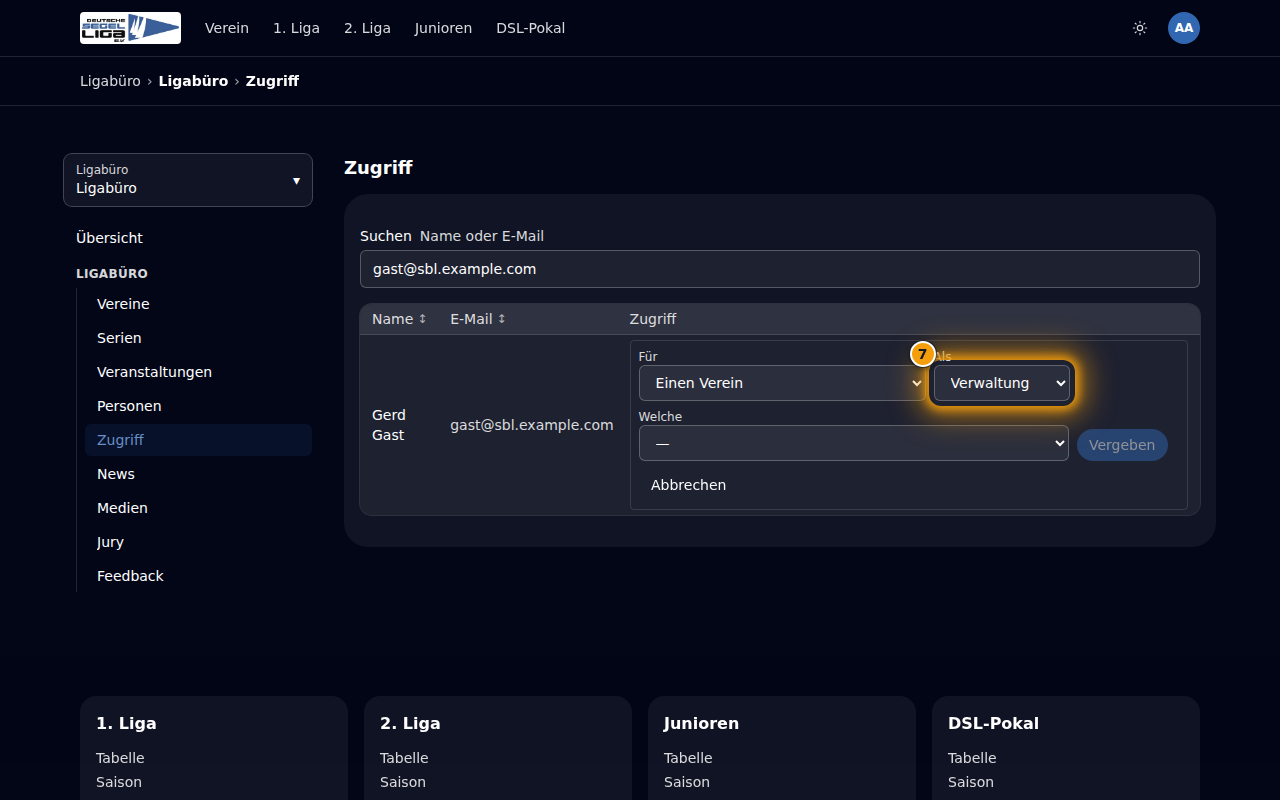 DEUTSCHE
SEGEL
LIGA
e.V.
Verein 1. Liga 2. Liga Junioren DSL-Pokal
AA
Ligabüro › Ligabüro › Zugriff
Ligabüro
Ligabüro
Übersicht
LIGABÜRO
Vereine
Serien
Veranstaltungen
Personen
Zugriff
News
Medien
Jury
Feedback
Zugriff
Suchen Name oder E-Mail
gast@sbl.example.com
Name ↕ E-Mail ↕ Zugriff
Gerd
Gast
gast@sbl.example.com
Für
Einen Verein
7
Als
Verwaltung
Welche
—
Vergeben
Abbrechen
1. Liga
Tabelle
Saison
2. Liga
Tabelle
Saison
Junioren
Tabelle
Saison
DSL-Pokal
Tabelle
Saison